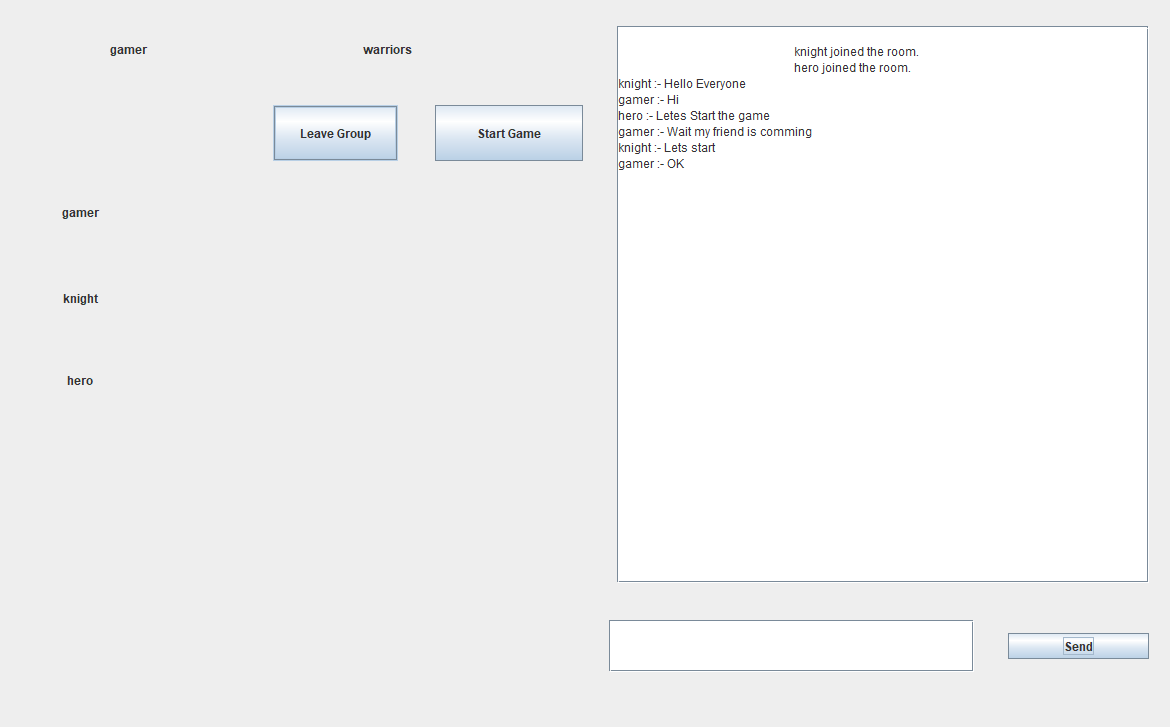 gamer
warriors
Leave Group
Start Game
gamer
knight
hero
knight joined the room.
hero joined the room.
knight :- Hello Everyone
gamer :- Hi
hero :- Letes Start the game
gamer :- Wait my friend is comming
knight :- Lets start
gamer :- OK
Send